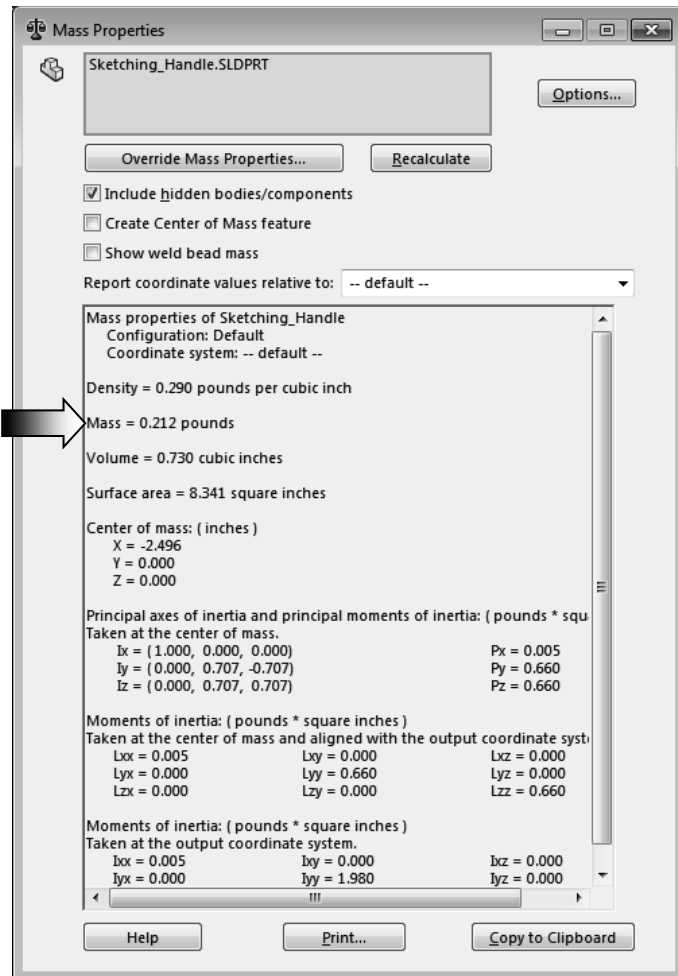 Mass Properties
Sketching_Handle.SLDPRT
Options...
Override Mass Properties...
Recalculate
Include hidden bodies/components
Create Center of Mass feature
Show weld bead mass
Report coordinate values relative to: -- default --
Mass properties of Sketching_Handle
Configuration: Default
Coordinate system: -- default --
Density = 0.290 pounds per cubic inch
Mass = 0.212 pounds
Volume = 0.730 cubic inches
Surface area = 8.341 square inches
Center of mass: ( inches )
X = -2.496
Y = 0.000
Z = 0.000
Principal axes of inertia and principal moments of inertia: ( pounds * squ
Taken at the center of mass.
Ix = ( 1.000, 0.000, 0.000) Px = 0.005
Iy = ( 0.000, 0.707, -0.707) Py = 0.660
Iz = ( 0.000, 0.707, 0.707) Pz = 0.660
Moments of inertia: ( pounds * square inches )
Taken at the center of mass and aligned with the output coordinate syst
Lxx = 0.005 Lxy = 0.000 Lxz = 0.000
Lyx = 0.000 Lyy = 0.660 Lyz = 0.000
Lzx = 0.000 Lzy = 0.000 Lzz = 0.660
Moments of inertia: ( pounds * square inches )
Taken at the output coordinate system.
Ixx = 0.005 Ixy = 0.000 Ixz = 0.000
Iyx = 0.000 Iyy = 1.980 Iyz = 0.000
Help
Print...
Copy to Clipboard